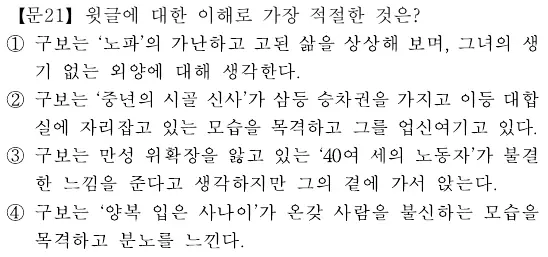 【문21】 윗글에 대한 이해로 가장 적절한 것은?
① 구보는 ‘노파’의 가난하고 고된 삶을 상상해 보며, 그녀의 생
기 없는 외양에 대해 생각한다.
② 구보는 ‘중년의 시골 신사’가 삼등 승차권을 가지고 이등 대합
실에 자리잡고 있는 모습을 목격하고 그를 업신여기고 있다.
③ 구보는 만성 위확장을 앓고 있는 ‘40여 세의 노동자’가 불결
한 느낌을 준다고 생각하지만 그의 곁에 가서 앉는다.
④ 구보는 ‘양복 입은 사나이’가 온갖 사람을 불신하는 모습을
목격하고 분노를 느낀다.